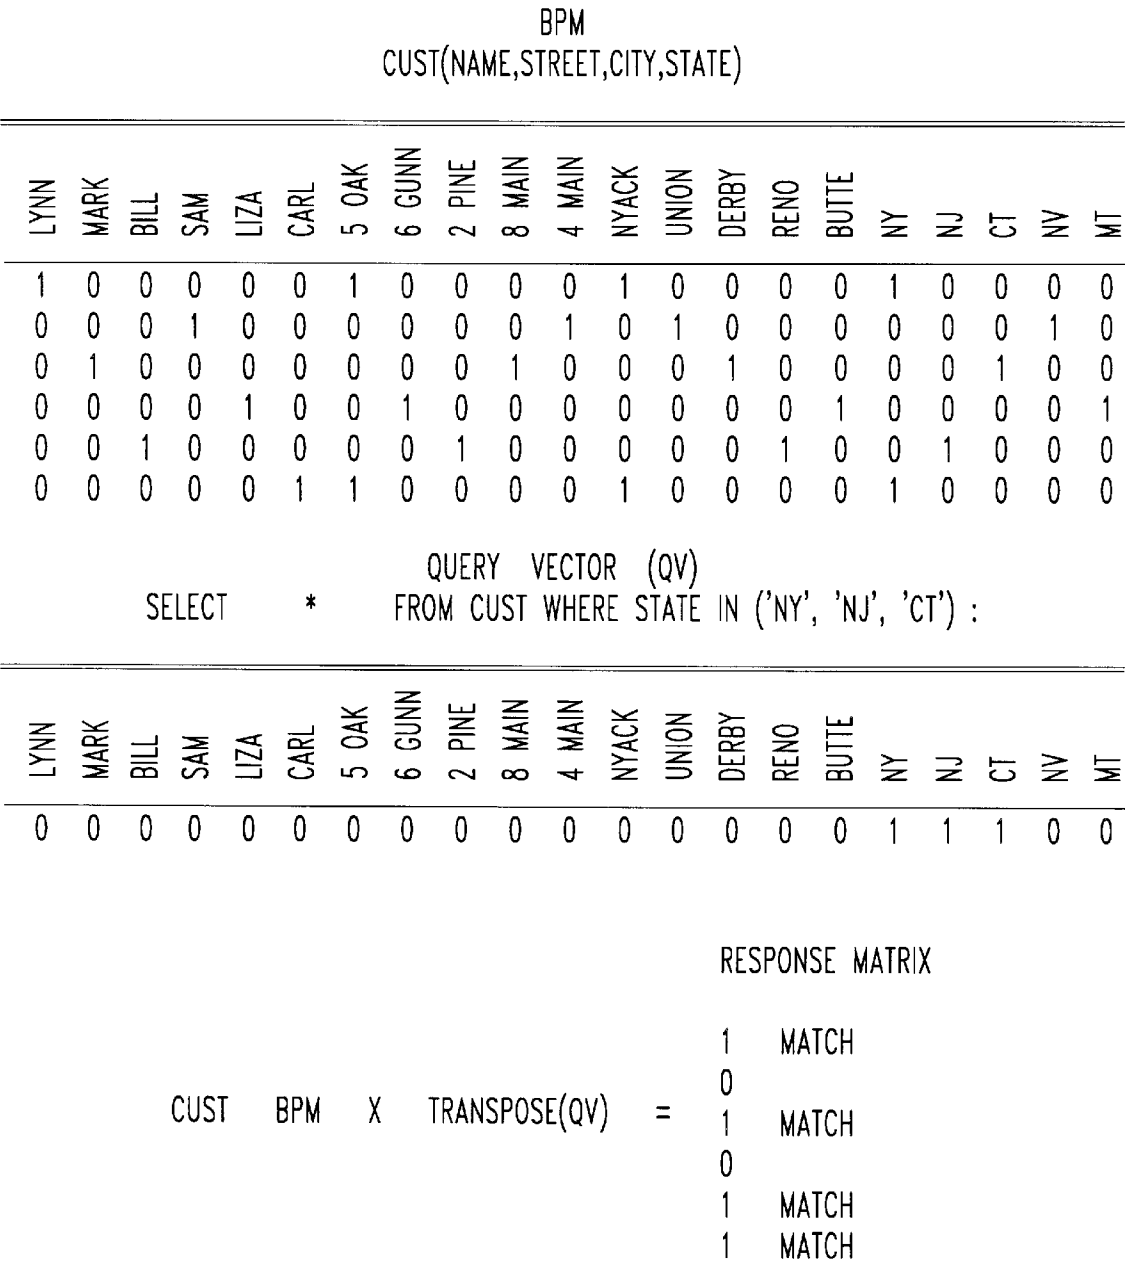 BPM
CUST(NAME,STREET,CITY,STATE)
LYNN MARK BILL SAM LIZA CARL 5 OAK 6 GUNN 2 PINE 8 MAIN 4 MAIN NYACK UNION DERBY RENO BUTTE NY NJ CT NV MT
1 0 0 0 0 0 1 0 0 0 0 1 0 0 0 0 1 0 0 0 0
0 0 0 1 0 0 0 0 0 0 1 0 1 0 0 0 0 0 0 1 0
0 1 0 0 0 0 0 0 0 1 0 0 0 1 0 0 0 0 1 0 0
0 0 0 0 1 0 0 1 0 0 0 0 0 0 0 1 0 0 0 0 1
0 0 1 0 0 0 0 0 1 0 0 0 0 0 1 0 0 1 0 0 0
0 0 0 0 0 1 1 0 0 0 0 1 0 0 0 0 1 0 0 0 0
QUERY VECTOR (QV)
SELECT * FROM CUST WHERE STATE IN ('NY', 'NJ', 'CT') :
LYNN MARK BILL SAM LIZA CARL 5 OAK 6 GUNN 2 PINE 8 MAIN 4 MAIN NYACK UNION DERBY RENO BUTTE NY NJ CT NV MT
0 0 0 0 0 0 0 0 0 0 0 0 0 0 0 0 1 1 1 0 0
RESPONSE MATRIX
1 MATCH
0
CUST BPM X TRANSPOSE(QV) =
1 MATCH
0
1 MATCH
1 MATCH